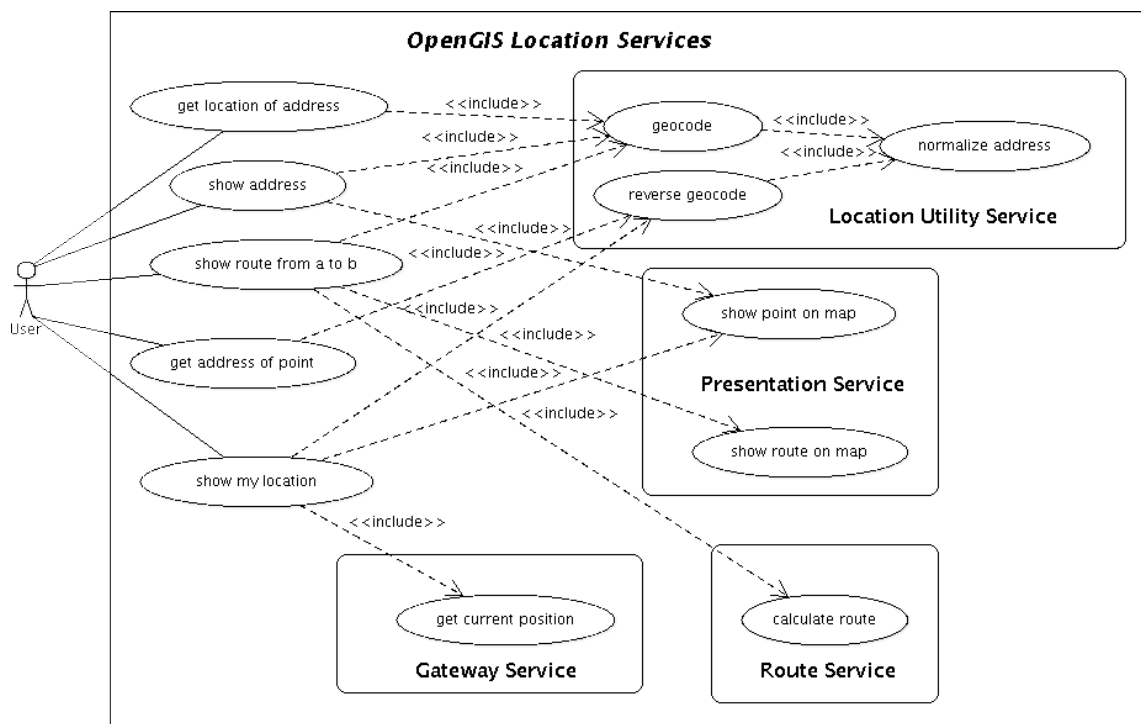 OpenGIS Location Services
get location of address
<<include>>
geocode
<<include>>
normalize address
<<include>>
show address
<<include>>
<<include>>
reverse geocode
Location Utility Service
<<include>>
show route from a to b
<<include>>
User
<<include>>
show point on map
<<include>>
get address of point
<<include>>
Presentation Service
<<include>>
show route on map
show my location
<<include>>
get current position
calculate route
Gateway Service
Route Service